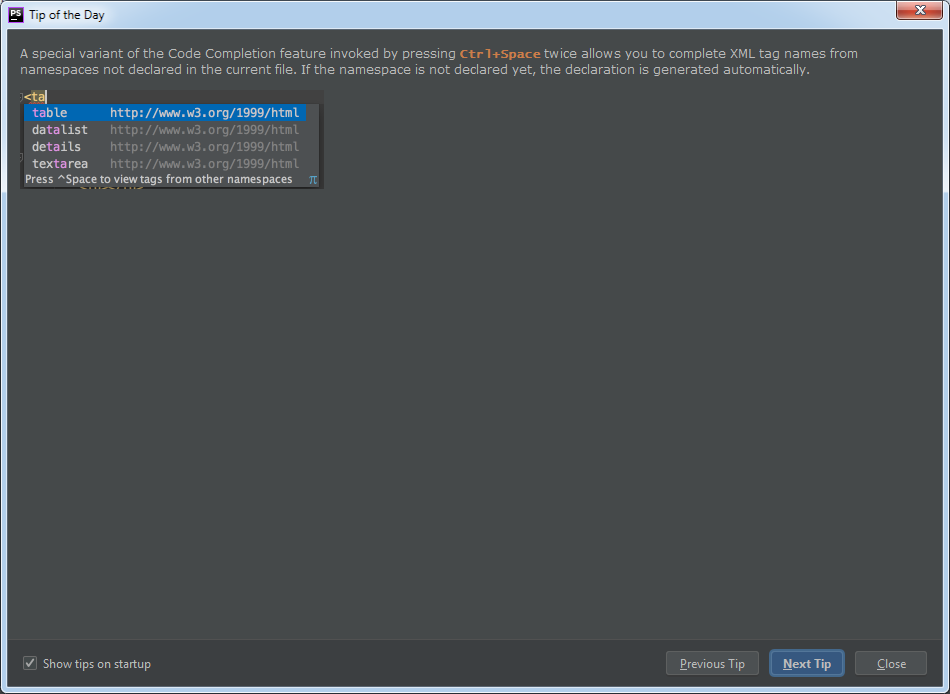 PS Tip of the Day
A special variant of the Code Completion feature invoked by pressing Ctrl+Space twice allows you to complete XML tag names from
namespaces not declared in the current file. If the namespace is not declared yet, the declaration is generated automatically.
<ta
table http://www.w3.org/1999/html
datalist http://www.w3.org/1999/html
details http://www.w3.org/1999/html
textarea http://www.w3.org/1999/html
Press ^Space to view tags from other namespaces π
Show tips on startup
Previous Tip
Next Tip
Close